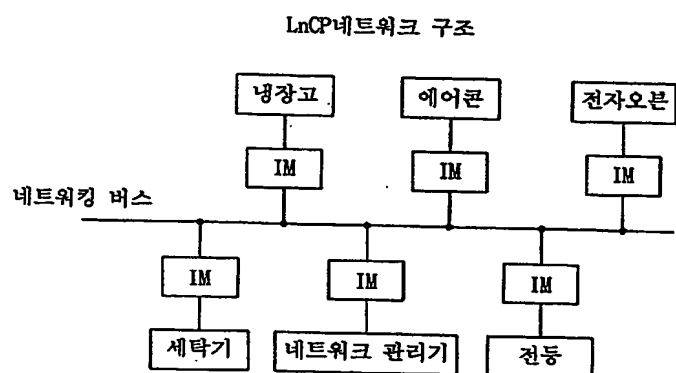 LnCP네트워크 구조
냉장고
에어콘
전자오븐
IM
IM
IM
네트워킹 버스
IM
IM
IM
세탁기
네트워크 관리기
전등